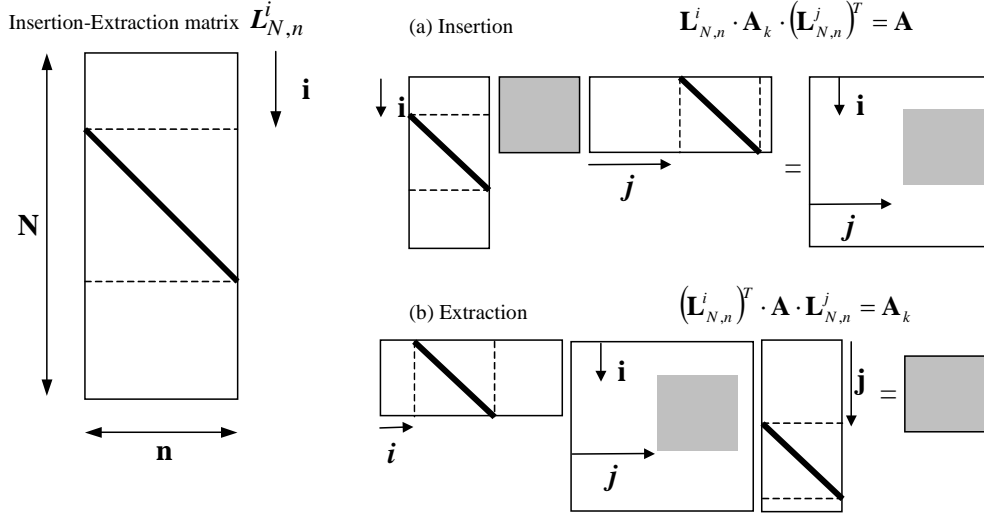 Insertion-Extraction matrix L^i_{N,n}
i
N
n
(a) Insertion
L^i_{N,n} · A_k · (L^j_{N,n})^T = A
i
j
=
i
j
(b) Extraction
(L^i_{N,n})^T · A · L^j_{N,n} = A_k
i
i
j
j
=